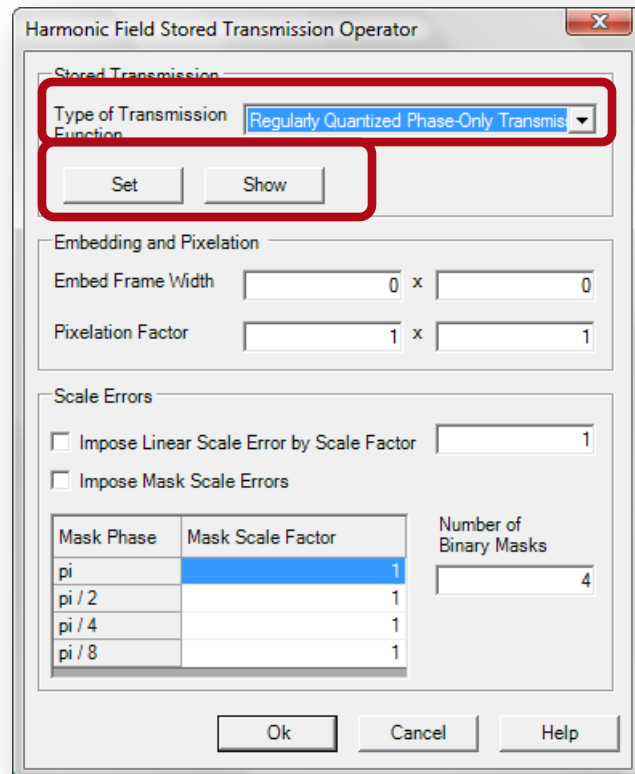 Harmonic Field Stored Transmission Operator
Stored Transmission
Type of Transmission
Function
Regularly Quantized Phase-Only Transmis
Set Show
Embedding and Pixelation
Embed Frame Width 0 x 0
Pixelation Factor 1 x 1
Scale Errors
Impose Linear Scale Error by Scale Factor 1
Impose Mask Scale Errors
Mask Phase Mask Scale Factor
pi 1
pi / 2 1
pi / 4 1
pi / 8 1
Number of
Binary Masks
4
Ok Cancel Help